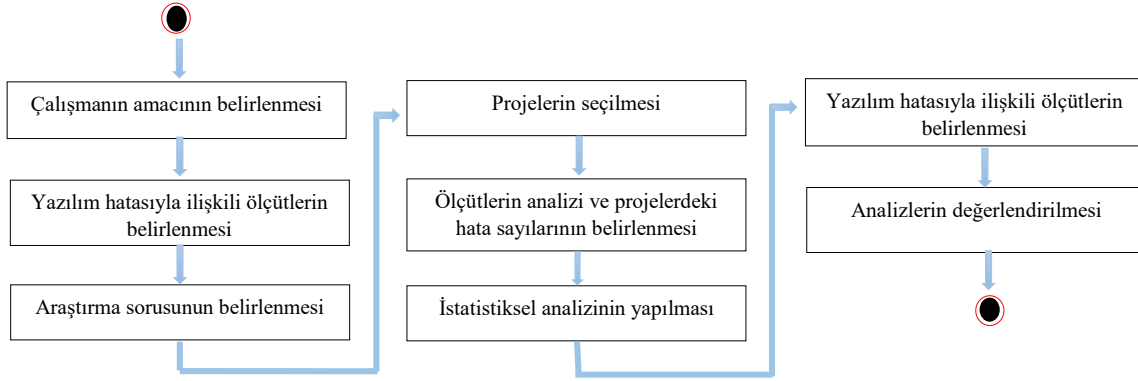 Çalışmanın amacının belirlenmesi
Yazılım hatasıyla ilişkili ölçütlerin
belirlenmesi
Araştırma sorusunun belirlenmesi
Projelerin seçilmesi
Ölçütlerin analizi ve projelerdeki
hata sayılarının belirlenmesi
İstatistiksel analizinin yapılması
Yazılım hatasıyla ilişkili ölçütlerin
belirlenmesi
Analizlerin değerlendirilmesi